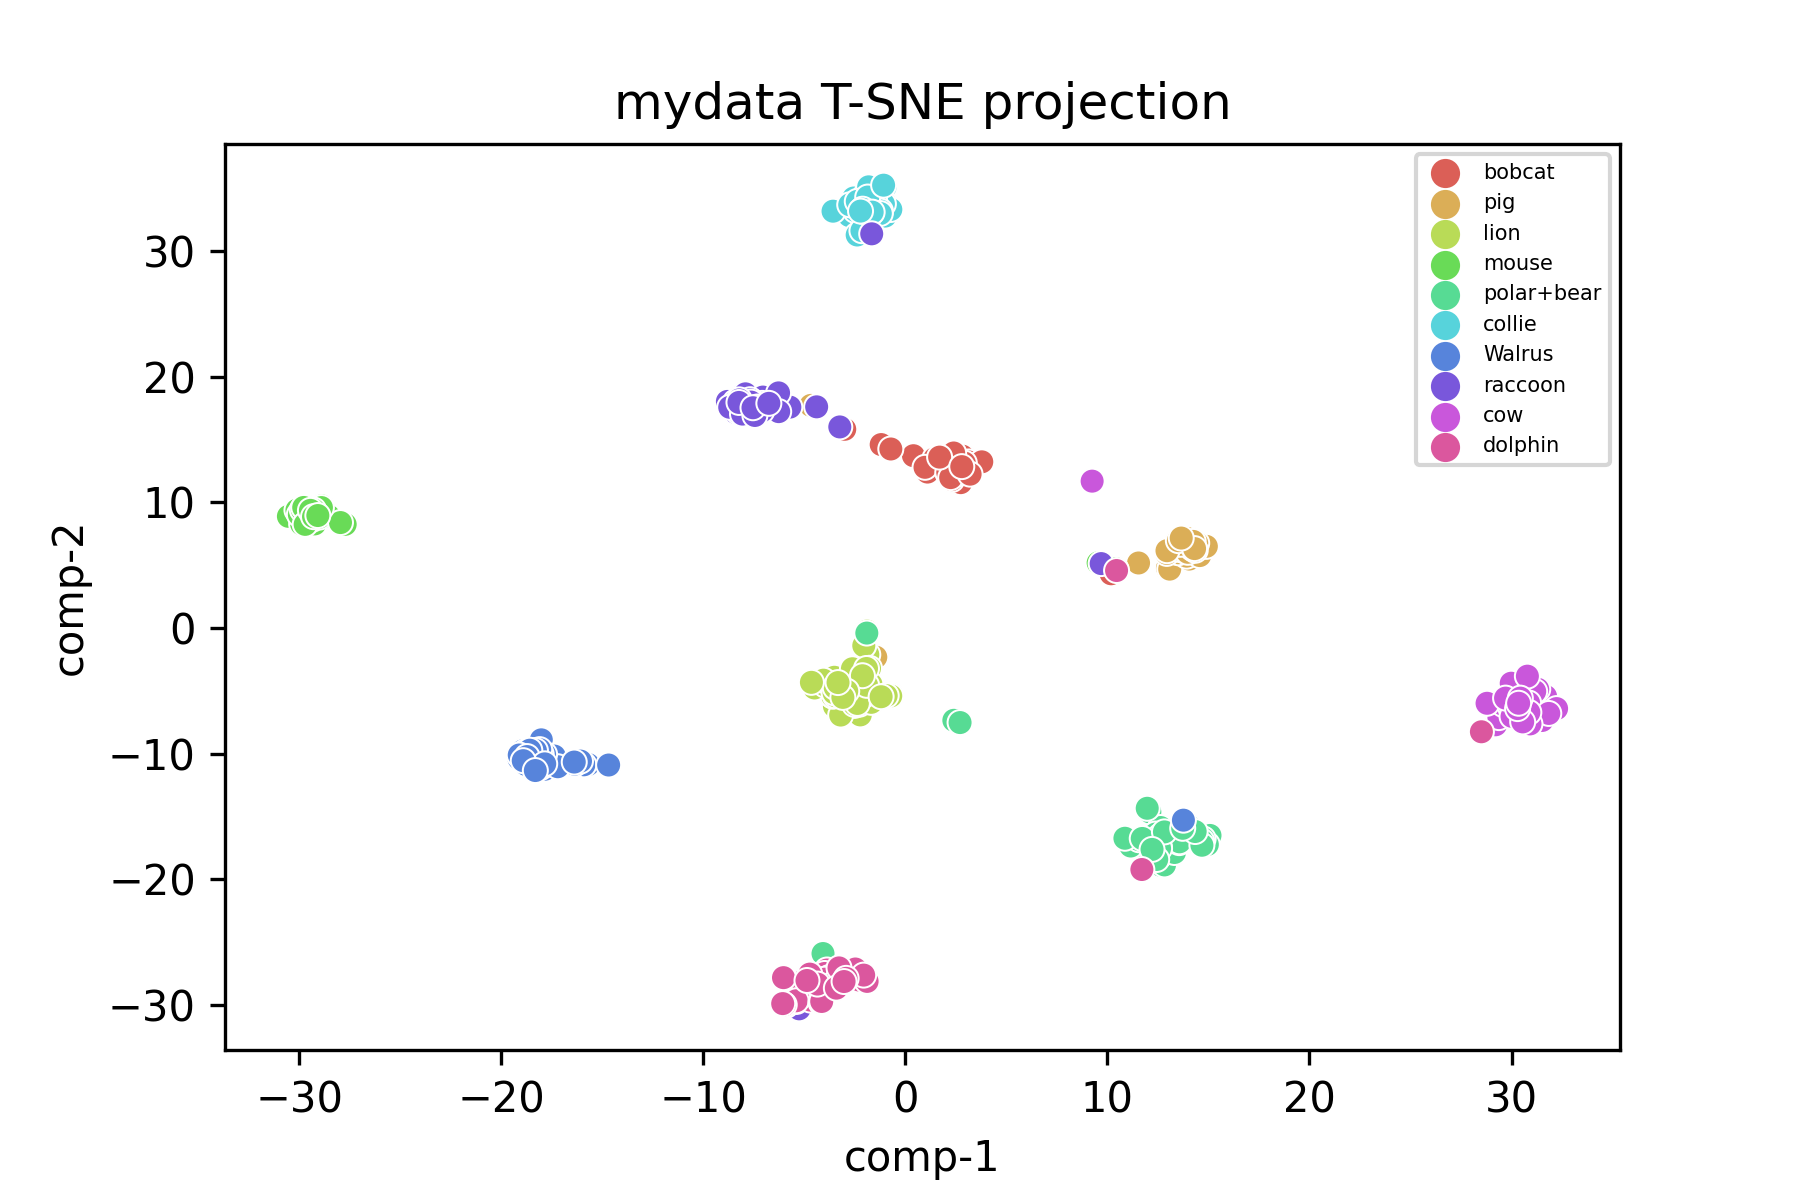 mydata T-SNE projection
bobcat
pig
lion
mouse
polar+bear
collie
Walrus
raccoon
cow
dolphin
30
20
10
0
−10
−20
−30
comp-2
−30 −20 −10 0 10 20 30
comp-1